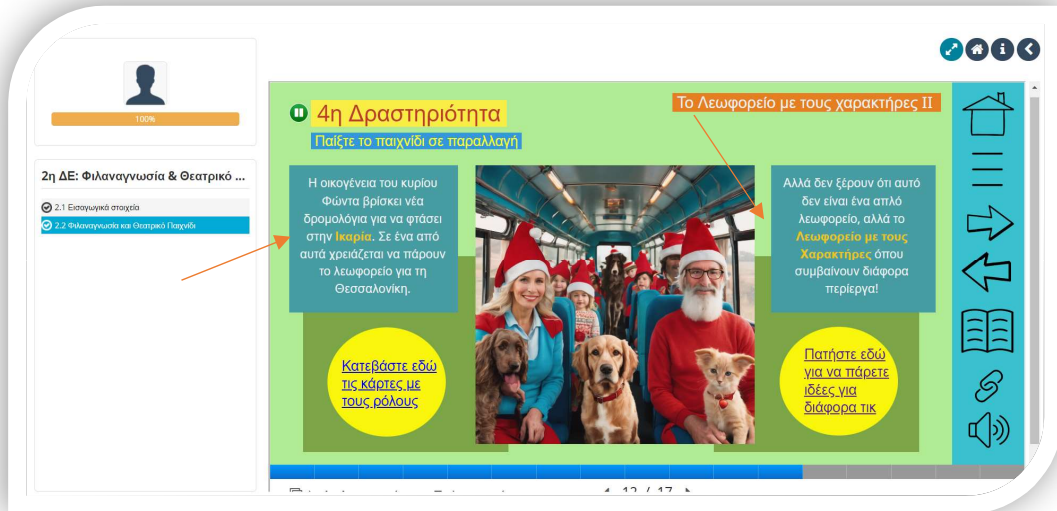 100%
2η ΔΕ: Φιλαναγνωσία & Θεατρικό ...
2.1 Εισαγωγικά στοιχεία
2.2 Φιλαναγνωσία και Θεατρικό Παιχνίδι
4η Δραστηριότητα
Παίξτε το παιχνίδι σε παραλλαγή
Το Λεωφορείο με τους χαρακτήρες ΙΙ
Η οικογένεια του κυρίου
Φώντα βρίσκει νέα
δρομολόγια για να φτάσει
στην Ικαρία. Σε ένα από
αυτά χρειάζεται να πάρουν
το λεωφορείο για τη
Θεσσαλονίκη.
Αλλά δεν ξέρουν ότι αυτό
δεν είναι ένα απλό
λεωφορείο, αλλά το
Λεωφορείο με τους
Χαρακτήρες όπου
συμβαίνουν διάφορα
περίεργα!
Κατεβάστε εδώ
τις κάρτες με
τους ρόλους
Πατήστε εδώ
για να πάρετε
ιδέες για
διάφορα τικ
12 / 17